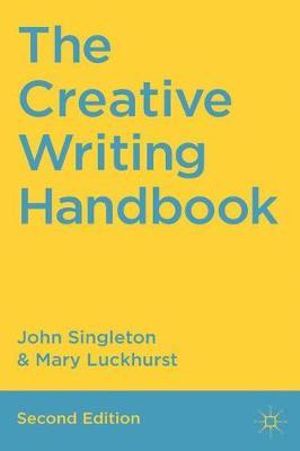 The
Creative
Writing
Handbook
John Singleton
& Mary Luckhurst
Second Edition